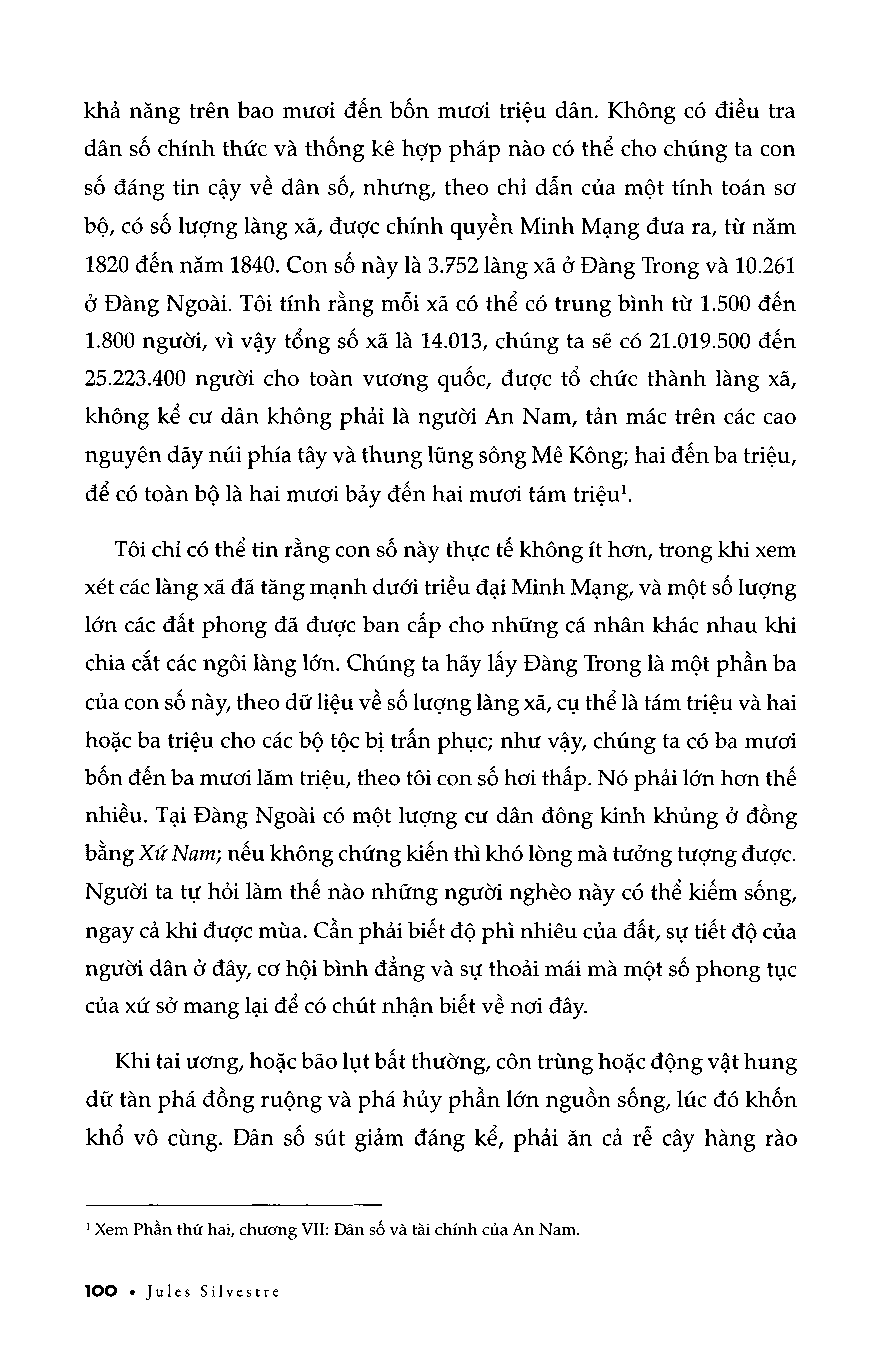 khả năng trên bao mươi đến bốn mươi triệu dân. Không có điều tra
dân số chính thức và thống kê hợp pháp nào có thể cho chúng ta con
số đáng tin cậy về dân số, nhưng, theo chỉ dẫn của một tính toán sơ
bộ, có số lượng làng xã, được chính quyền Minh Mạng đưa ra, từ năm
1820 đến năm 1840. Con số này là 3.752 làng xã ở Đàng Trong và 10.261
ở Đàng Ngoài. Tôi tính rằng mỗi xã có thể có trung bình từ 1.500 đến
1.800 người, vì vậy tổng số xã là 14.013, chúng ta sẽ có 21.019.500 đến
25.223.400 người cho toàn vương quốc, được tổ chức thành làng xã,
không kể cư dân không phải là người An Nam, tản mác trên các cao
nguyên dãy núi phía tây và thung lũng sông Mê Kông; hai đến ba triệu,
để có toàn bộ là hai mươi bảy đến hai mươi tám triệu¹.
Tôi chỉ có thể tin rằng con số này thực tế không ít hơn, trong khi xem
xét các làng xã đã tăng mạnh dưới triều đại Minh Mạng, và một số lượng
lớn các đất phong đã được ban cấp cho những cá nhân khác nhau khi
chia cắt các ngôi làng lớn. Chúng ta hãy lấy Đàng Trong là một phần ba
của con số này, theo dữ liệu về số lượng làng xã, cụ thể là tám triệu và hai
hoặc ba triệu cho các bộ tộc bị trấn phục; như vậy, chúng ta có ba mươi
bốn đến ba mươi lăm triệu, theo tôi con số hơi thấp. Nó phải lớn hơn thế
nhiều. Tại Đàng Ngoài có một lượng cư dân đông kinh khủng ở đồng
bằng Xứ Nam; nếu không chứng kiến thì khó lòng mà tưởng tượng được.
Người ta tự hỏi làm thế nào những người nghèo này có thể kiếm sống,
ngay cả khi được mùa. Cần phải biết độ phì nhiêu của đất, sự tiết độ của
người dân ở đây, cơ hội bình đẳng và sự thoải mái mà một số phong tục
của xứ sở mang lại để có chút nhận biết về nơi đây.
Khi tai ương, hoặc bão lụt bất thường, côn trùng hoặc động vật hung
dữ tàn phá đồng ruộng và phá hủy phần lớn nguồn sống, lúc đó khốn
khổ vô cùng. Dân số sút giảm đáng kể, phải ăn cả rễ cây hàng rào
¹ Xem Phần thứ hai, chương VII: Dân số và tài chính của An Nam.
100 • Jules Silvestre